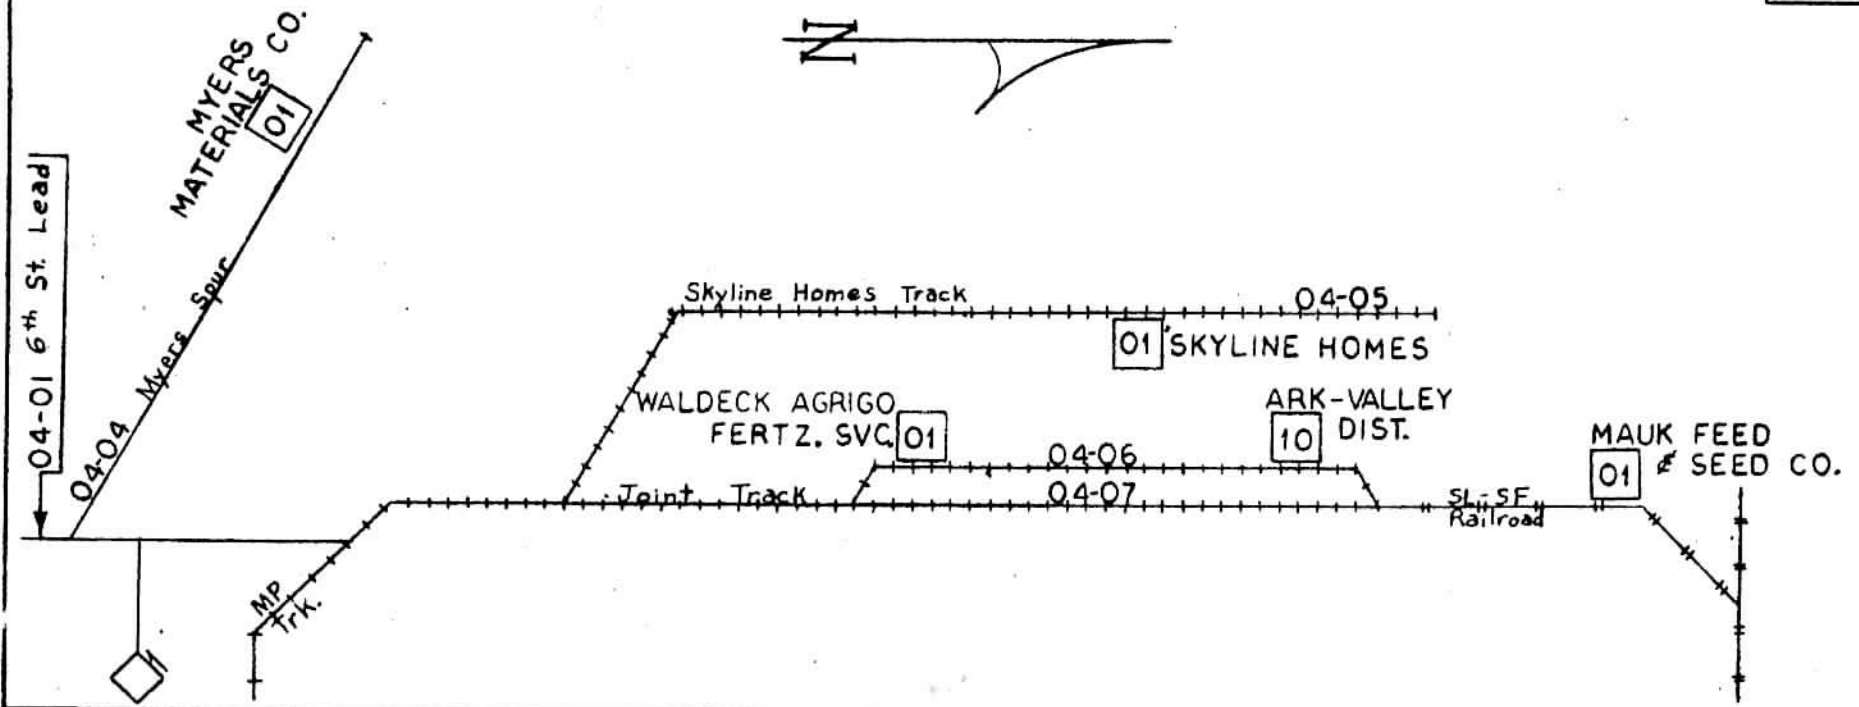 N
MYERS
MATERIALS CO.
01
04-01 6th St. Lead
04-04 Myers Spur
Skyline Homes Track 04-05
01 SKYLINE HOMES
WALDECK AGRIGO
FERTZ. SVC. 01
ARK-VALLEY
10 DIST.
04-06
Joint Track 04-07
MAUK FEED
01 & SEED CO.
SL-SF
Railroad
MP
Trk.
1